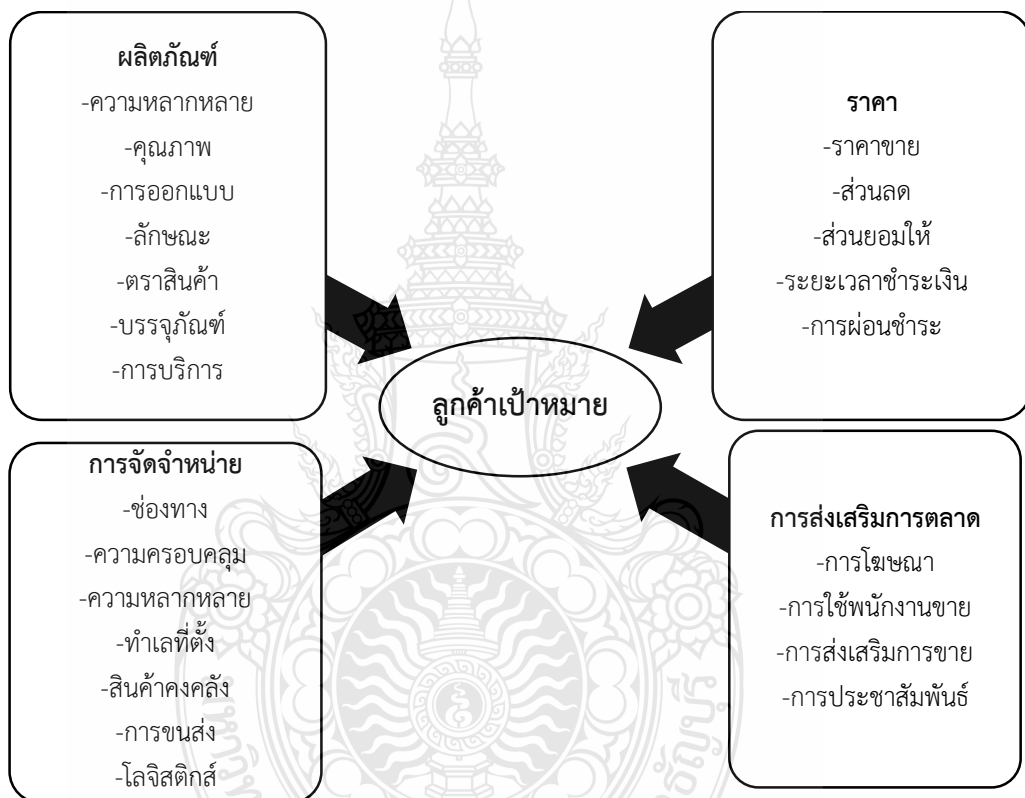 ผลิตภัณฑ์
-ความหลากหลาย
-คุณภาพ
-การออกแบบ
-ลักษณะ
-ตราสินค้า
-บรรจุภัณฑ์
-การบริการ
ราคา
-ราคาขาย
-ส่วนลด
-ส่วนยอมให้
-ระยะเวลาชำระเงิน
-การผ่อนชำระ
ลูกค้าเป้าหมาย
การจัดจำหน่าย
-ช่องทาง
-ความครอบคลุม
-ความหลากหลาย
-ทำเลที่ตั้ง
-สินค้าคงคลัง
-การขนส่ง
-โลจิสติกส์
การส่งเสริมการตลาด
-การโฆษณา
-การใช้พนักงานขาย
-การส่งเสริมการขาย
-การประชาสัมพันธ์